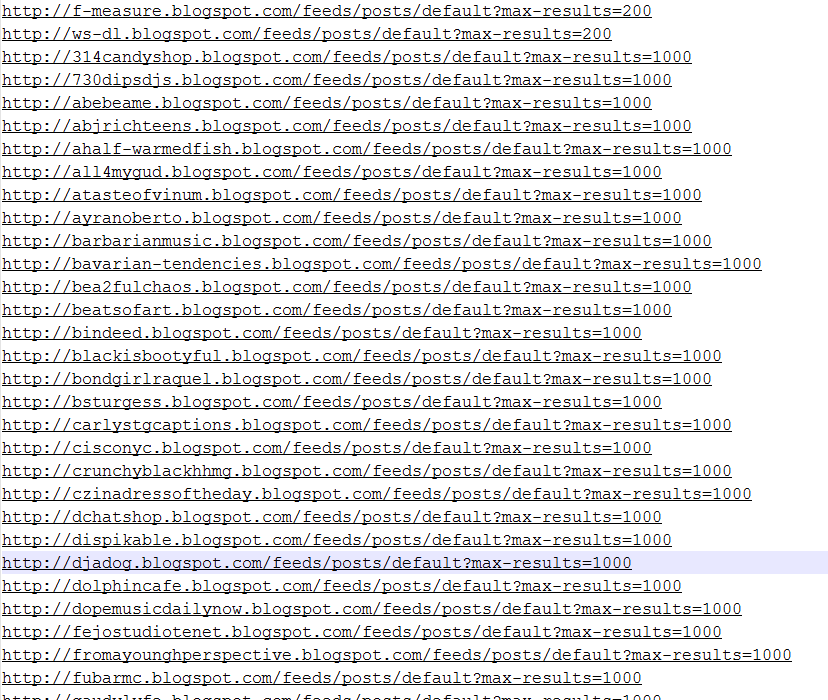 http://f-measure.blogspot.com/feeds/posts/default?max-results=200
http://ws-dl.blogspot.com/feeds/posts/default?max-results=200
http://314candyshop.blogspot.com/feeds/posts/default?max-results=1000
http://730dipsdjs.blogspot.com/feeds/posts/default?max-results=1000
http://abebeame.blogspot.com/feeds/posts/default?max-results=1000
http://abjrichteens.blogspot.com/feeds/posts/default?max-results=1000
http://ahalf-warmedfish.blogspot.com/feeds/posts/default?max-results=1000
http://all4mygud.blogspot.com/feeds/posts/default?max-results=1000
http://atasteofvinum.blogspot.com/feeds/posts/default?max-results=1000
http://ayranoberto.blogspot.com/feeds/posts/default?max-results=1000
http://barbarianmusic.blogspot.com/feeds/posts/default?max-results=1000
http://bavarian-tendencies.blogspot.com/feeds/posts/default?max-results=1000
http://bea2fulchaos.blogspot.com/feeds/posts/default?max-results=1000
http://beatsofart.blogspot.com/feeds/posts/default?max-results=1000
http://bindeed.blogspot.com/feeds/posts/default?max-results=1000
http://blackisbootyful.blogspot.com/feeds/posts/default?max-results=1000
http://bondgirlraquel.blogspot.com/feeds/posts/default?max-results=1000
http://bsturgess.blogspot.com/feeds/posts/default?max-results=1000
http://carlystgcaptions.blogspot.com/feeds/posts/default?max-results=1000
http://cisconyc.blogspot.com/feeds/posts/default?max-results=1000
http://crunchyblackhhmg.blogspot.com/feeds/posts/default?max-results=1000
http://czinadressoftheday.blogspot.com/feeds/posts/default?max-results=1000
http://dchatshop.blogspot.com/feeds/posts/default?max-results=1000
http://dispikable.blogspot.com/feeds/posts/default?max-results=1000
http://djadog.blogspot.com/feeds/posts/default?max-results=1000
http://dolphincafe.blogspot.com/feeds/posts/default?max-results=1000
http://dopemusicdailynow.blogspot.com/feeds/posts/default?max-results=1000
http://fejostudiotenet.blogspot.com/feeds/posts/default?max-results=1000
http://fromayounghperspective.blogspot.com/feeds/posts/default?max-results=1000
http://fubarmc.blogspot.com/feeds/posts/default?max-results=1000